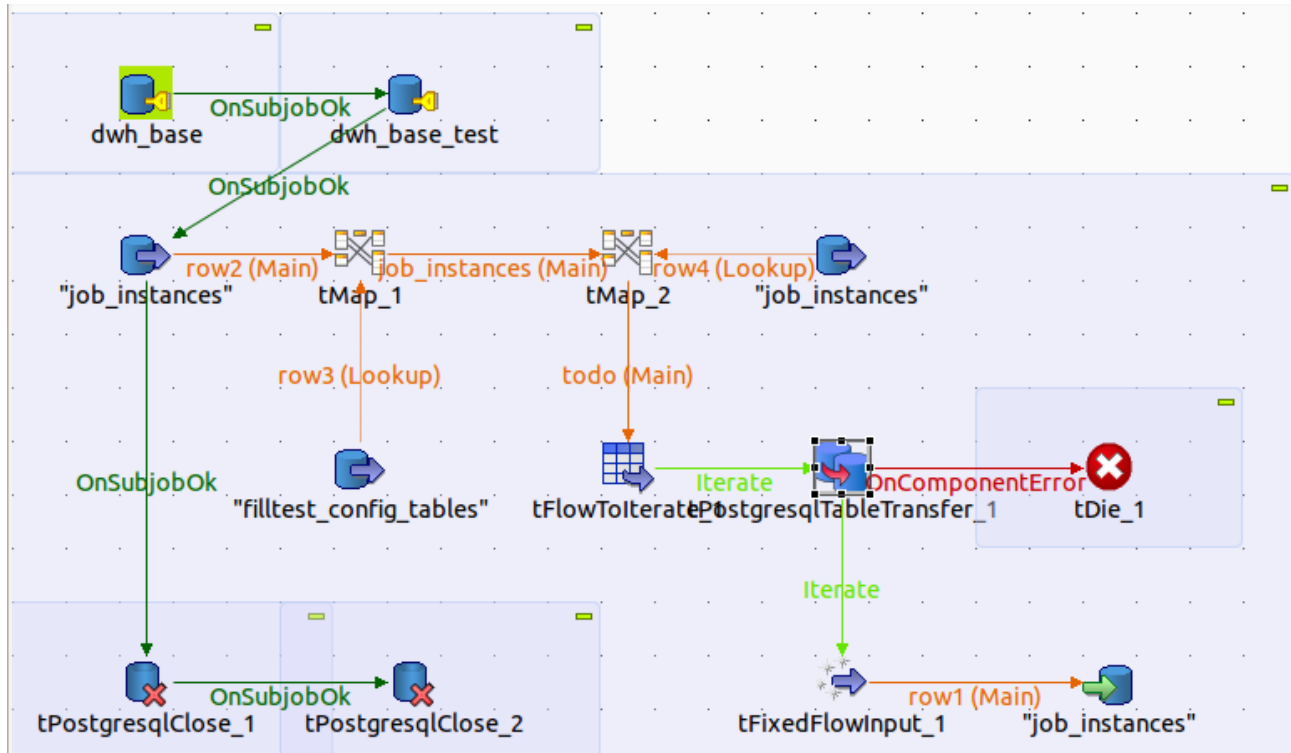 OnSubjobOk
dwh_base
dwh_base_test
OnSubjobOk
row2 (Main)
job_instances (Main)
row4 (Lookup)
"job_instances"
tMap_1
tMap_2
"job_instances"
row3 (Lookup)
todo (Main)
OnSubjobOk
Iterate
OnComponentError
"filltest_config_tables"
tFlowToIterate_1
tPostgresqlTableTransfer_1
tDie_1
Iterate
OnSubjobOk
row1 (Main)
tPostgresqlClose_1
tPostgresqlClose_2
tFixedFlowInput_1
"job_instances"